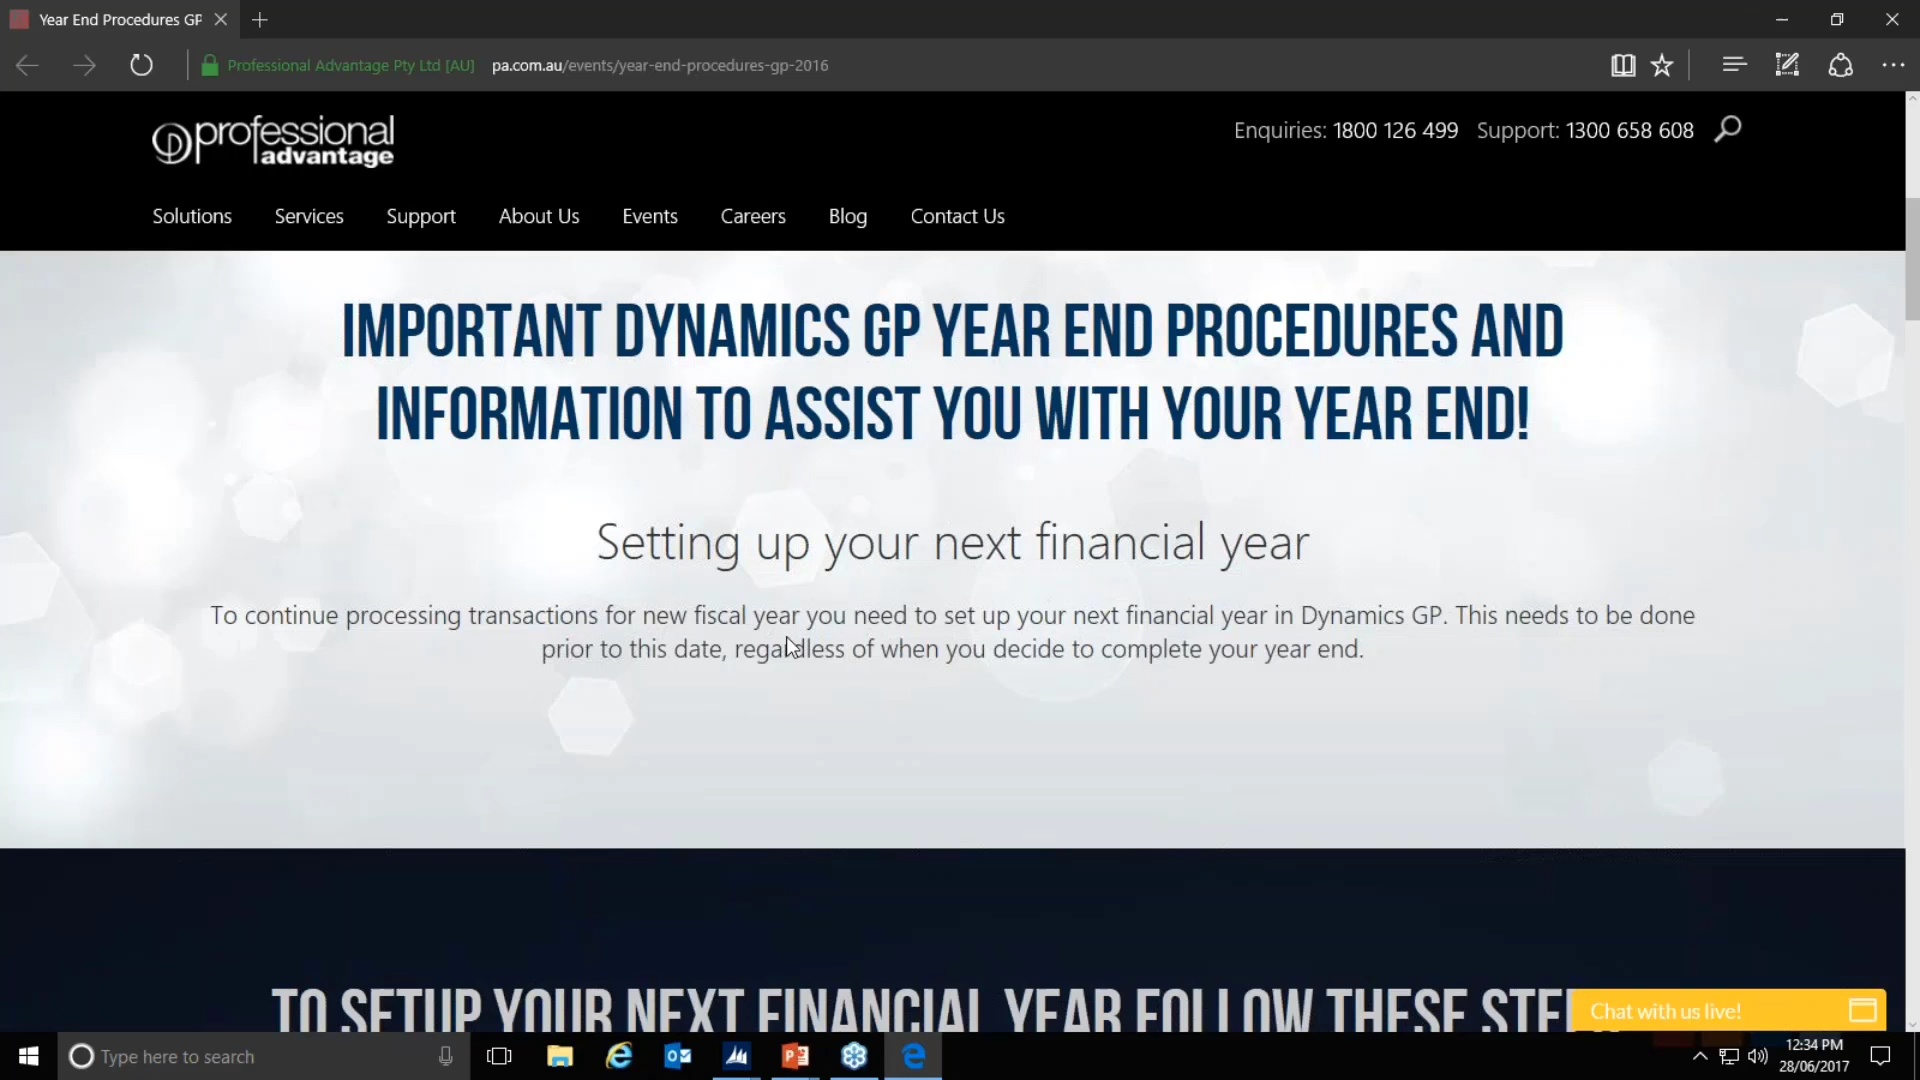 Year End Procedures GP
Professional Advantage Pty Ltd [AU] pa.com.au/events/year-end-procedures-gp-2016
professional
advantage
Enquiries: 1800 126 499 Support: 1300 658 608
Solutions Services Support About Us Events Careers Blog Contact Us
IMPORTANT DYNAMICS GP YEAR END PROCEDURES AND
INFORMATION TO ASSIST YOU WITH YOUR YEAR END!
Setting up your next financial year
To continue processing transactions for new fiscal year you need to set up your next financial year in Dynamics GP. This needs to be done
prior to this date, regardless of when you decide to complete your year end.
TO SETUP YOUR NEXT FINANCIAL YEAR FOLLOW THESE
Chat with us live!
Type here to search
12:34 PM
28/06/2017